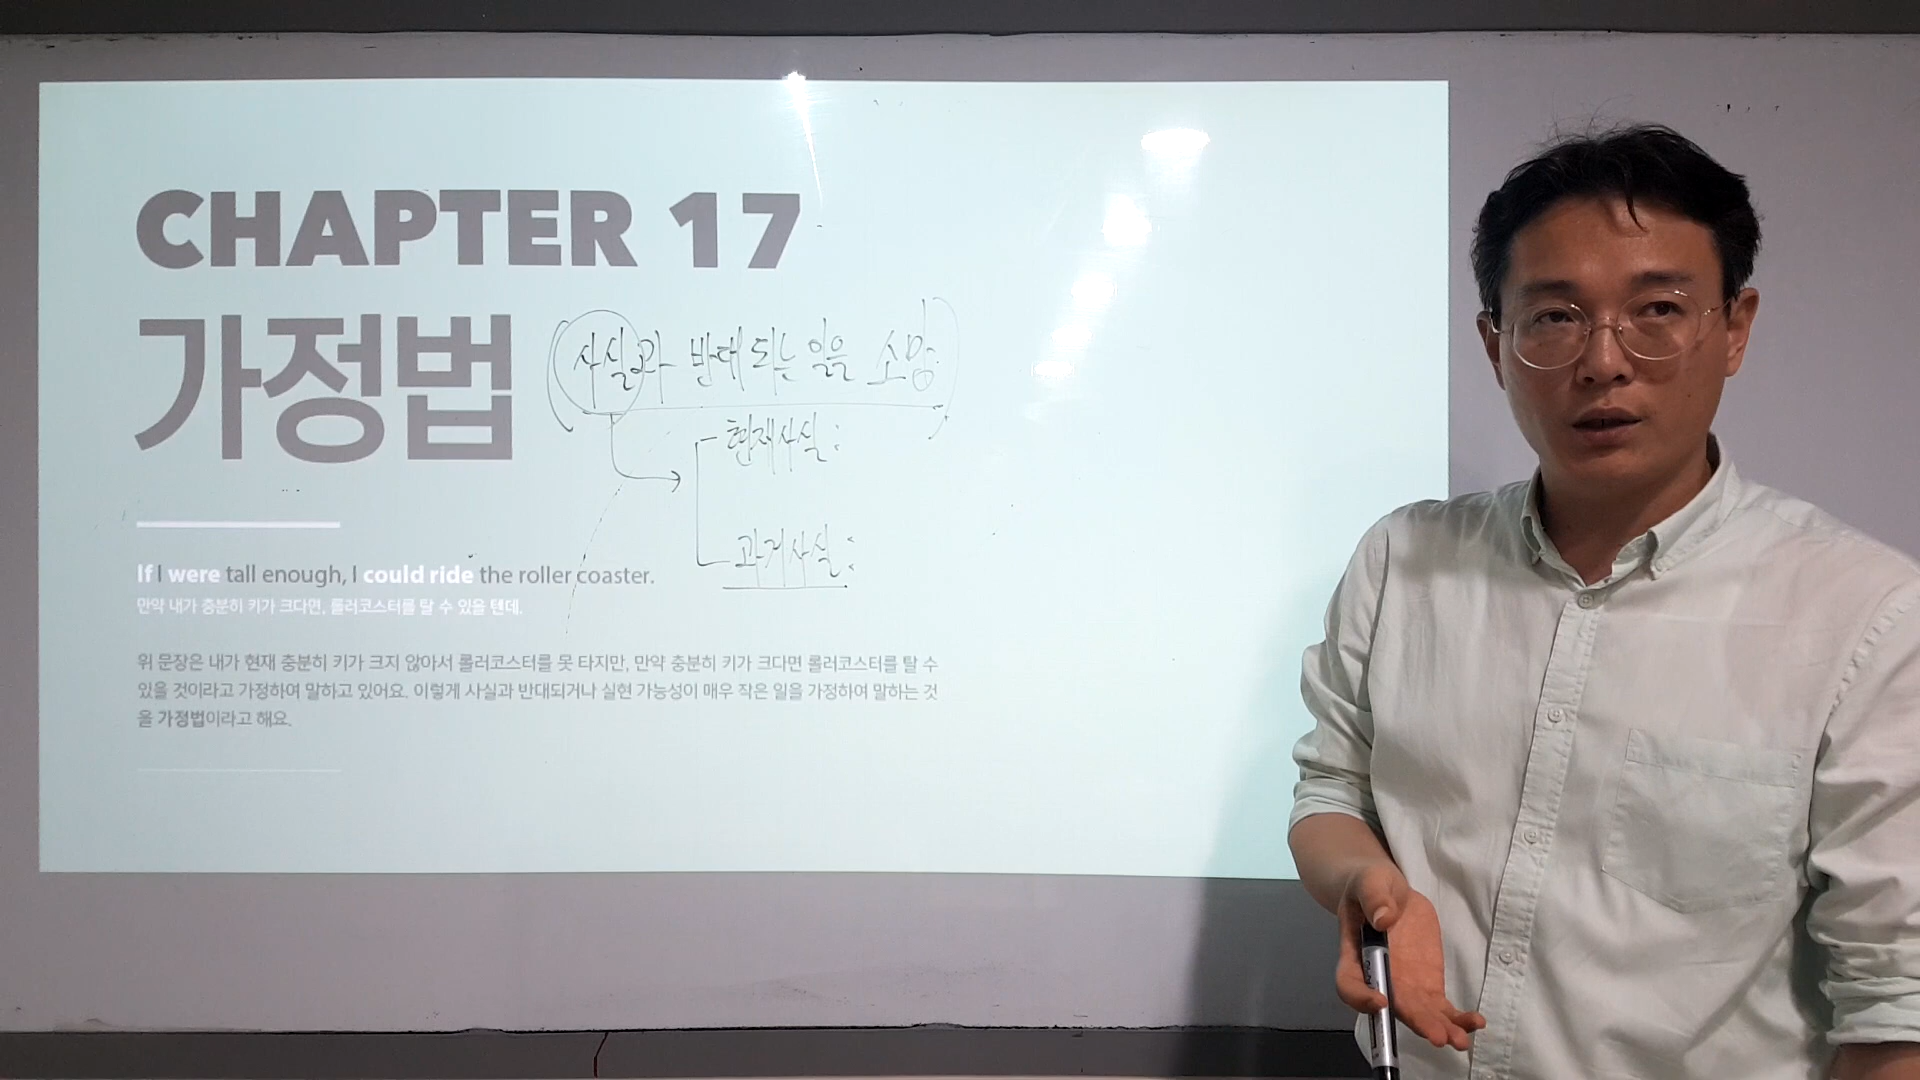 CHAPTER 17
가정법
(사실과 반대되는 일을 소망)
현재사실:
과거사실:
If I were tall enough, I could ride the roller coaster.
만약 내가 충분히 키가 크다면, 롤러코스터를 탈 수 있을 텐데.
위 문장은 내가 현재 충분히 키가 크지 않아서 롤러코스터를 못 타지만, 만약 충분히 키가 크다면 롤러코스터를 탈 수
있을 것이라고 가정하여 말하고 있어요. 이렇게 사실과 반대되거나 실현 가능성이 매우 작은 일을 가정하여 말하는 것
을 가정법이라고 해요.